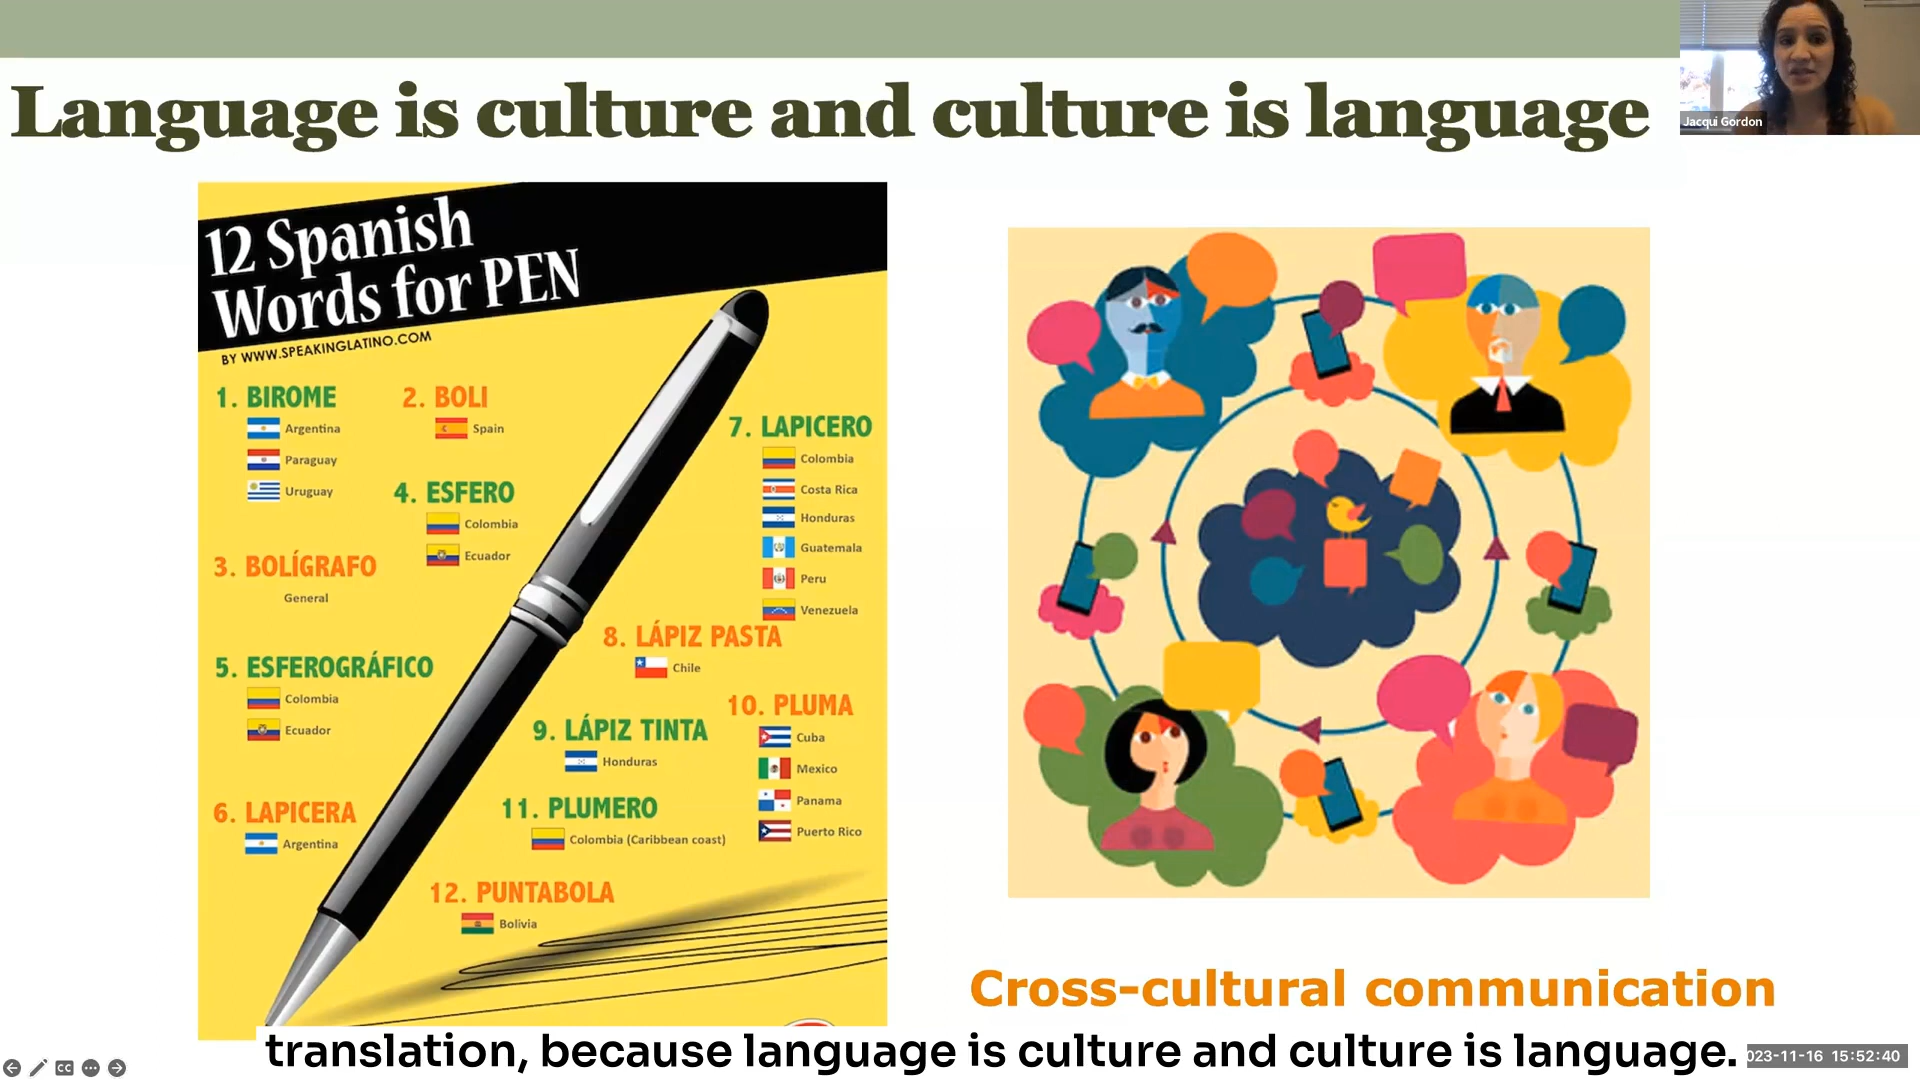 Language is culture and culture is language
Jacqui Gordon
12 Spanish
Words for PEN
BY WWW.SPEAKINGLATINO.COM
1. BIROME
Argentina
Paraguay
Uruguay
2. BOLI
Spain
3. BOLÍGRAFO
General
4. ESFERO
Colombia
Ecuador
5. ESFEROGRÁFICO
Colombia
Ecuador
6. LAPICERA
Argentina
7. LAPICERO
Colombia
Costa Rica
Honduras
Guatemala
Peru
Venezuela
8. LÁPIZ PASTA
Chile
9. LÁPIZ TINTA
Honduras
10. PLUMA
Cuba
Mexico
Panama
Puerto Rico
11. PLUMERO
Colombia (Caribbean coast)
12. PUNTABOLA
Bolivia
Cross-cultural communication
translation, because language is culture and culture is language.
023-11-16 15:52:40
CC